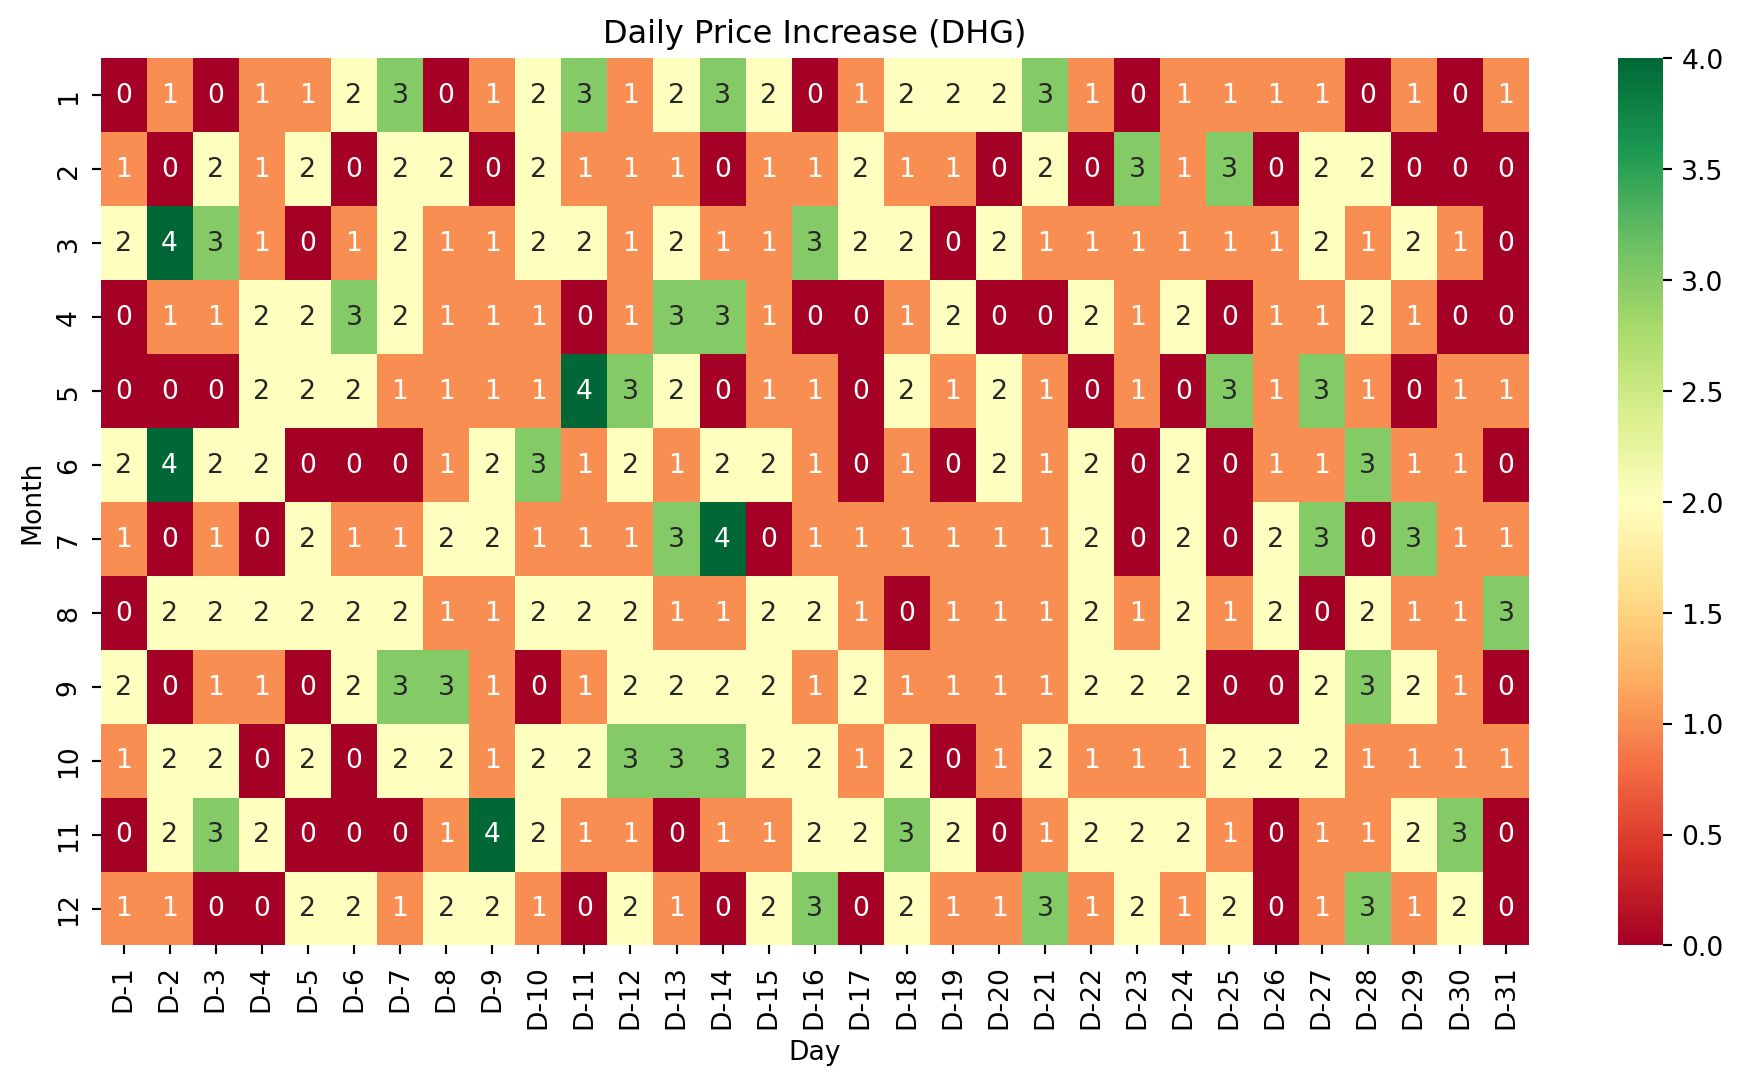 Daily Price Increase (DHG)
1 0 1 0 1 1 2 3 0 1 2 3 1 2 3 2 0 1 2 2 2 3 1 0 1 1 1 1 0 1 0 1
2 1 0 2 1 2 0 2 2 0 2 1 1 1 0 1 1 2 1 1 0 2 0 3 1 3 0 2 2 0 0 0
3 2 4 3 1 0 1 2 1 1 2 2 1 2 1 1 3 2 2 0 2 1 1 1 1 1 1 2 1 2 1 0
4 0 1 1 2 2 3 2 1 1 1 0 1 3 3 1 0 0 1 2 0 0 2 1 2 0 1 1 2 1 0 0
5 0 0 0 2 2 2 1 1 1 1 4 3 2 0 1 1 0 2 1 2 1 0 1 0 3 1 3 1 0 1 1
6 2 4 2 2 0 0 0 1 2 3 1 2 1 2 2 1 0 1 0 2 1 2 0 2 0 1 1 3 1 1 0
7 1 0 1 0 2 1 1 2 2 1 1 1 3 4 0 1 1 1 1 1 1 2 0 2 0 2 3 0 3 1 1
8 0 2 2 2 2 2 2 1 1 2 2 2 1 1 2 2 1 0 1 1 1 2 1 2 1 2 0 2 1 1 3
9 2 0 1 1 0 2 3 3 1 0 1 2 2 2 2 1 2 1 1 1 1 2 2 2 0 0 2 3 2 1 0
10 1 2 2 0 2 0 2 2 1 2 2 3 3 3 2 2 1 2 0 1 2 1 1 1 2 2 2 1 1 1 1
11 0 2 3 2 0 0 0 1 4 2 1 1 0 1 1 2 2 3 2 0 1 2 2 2 1 0 1 1 2 3 0
12 1 1 0 0 2 2 1 2 2 1 0 2 1 0 2 3 0 2 1 1 3 1 2 1 2 0 1 3 1 2 0
Month
D-1 D-2 D-3 D-4 D-5 D-6 D-7 D-8 D-9 D-10 D-11 D-12 D-13 D-14 D-15 D-16 D-17 D-18 D-19 D-20 D-21 D-22 D-23 D-24 D-25 D-26 D-27 D-28 D-29 D-30 D-31
Day
4.0
3.5
3.0
2.5
2.0
1.5
1.0
0.5
0.0